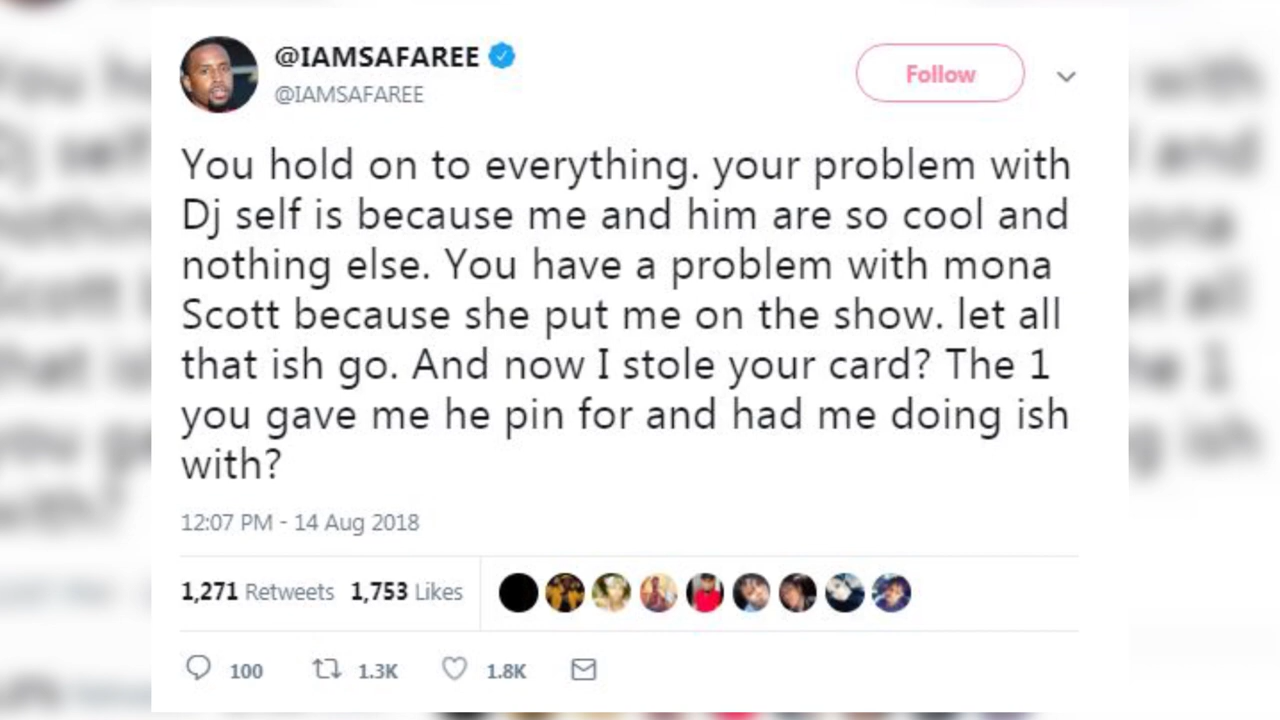 @IAMSAFAREE
@IAMSAFAREE
Follow
You hold on to everything. your problem with
Dj self is because me and him are so cool and
nothing else. You have a problem with mona
Scott because she put me on the show. let all
that ish go. And now I stole your card? The 1
you gave me he pin for and had me doing ish
with?
12:07 PM - 14 Aug 2018
1,271 Retweets 1,753 Likes
100 1.3K 1.8K